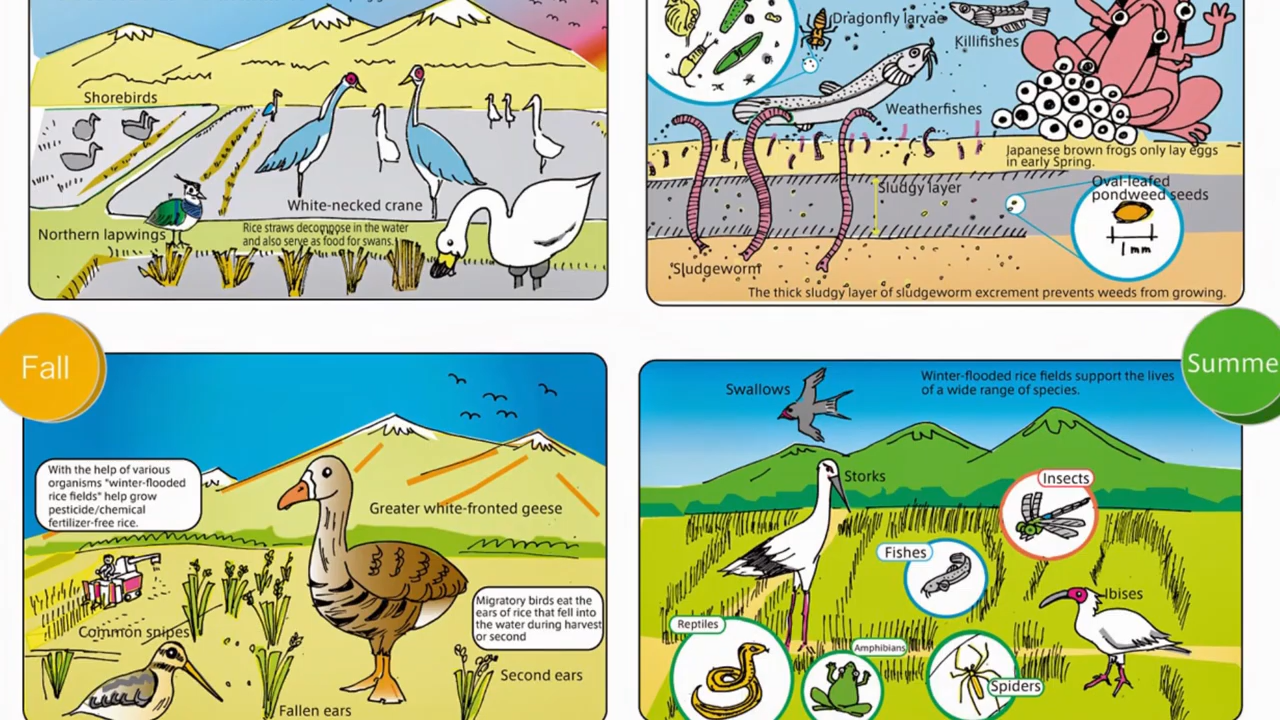 Shorebirds
White-necked crane
Northern lapwings
Rice straws decompose in the water
and also serve as food for swans.
Dragonfly larvae
Killifishes
Weatherfishes
Japanese brown frogs only lay eggs
in early Spring.
Sludgy layer
Oval-leafed
pondweed seeds
1 mm
Sludgeworm
The thick sludgy layer of sludgeworm excrement prevents weeds from growing.
Fall
With the help of various
organisms "winter-flooded
rice fields" help grow
pesticide/chemical
fertilizer-free rice.
Greater white-fronted geese
Migratory birds eat the
ears of rice that fell into
the water during harvest
or second
Common snipes
Second ears
Fallen ears
Summe
Swallows
Winter-flooded rice fields support the lives
of a wide range of species.
Storks
Insects
Fishes
Ibises
Reptiles
Amphibians
Spiders